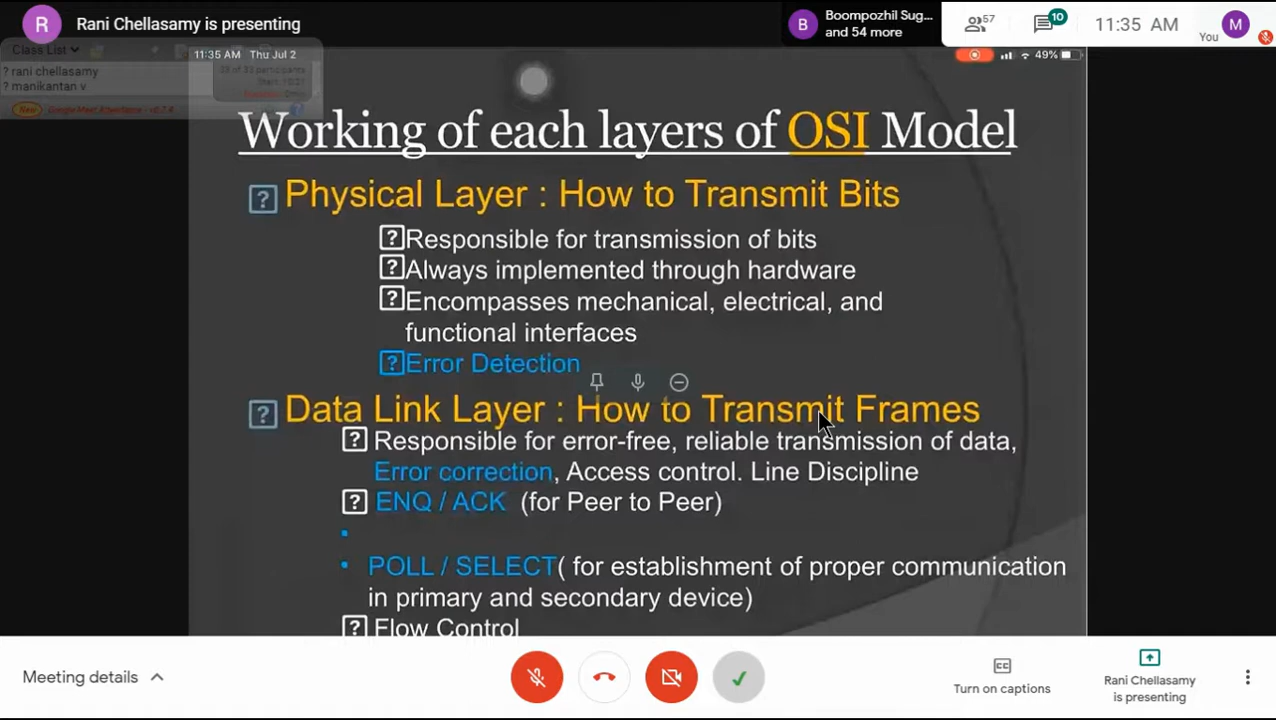 R Rani Chellasamy is presenting
B Boompozhil Sug...
and 54 more
57
10
11:35 AM
You M
Class List
11:35 AM Thu Jul 2
49%
? rani chellasamy
? manikantan v
New Google Meet Attendance
Working of each layers of OSI Model
? Physical Layer : How to Transmit Bits
? Responsible for transmission of bits
? Always implemented through hardware
? Encompasses mechanical, electrical, and
functional interfaces
? Error Detection
? Data Link Layer : How to Transmit Frames
? Responsible for error-free, reliable transmission of data,
Error correction, Access control. Line Discipline
? ENQ / ACK (for Peer to Peer)
•
• POLL / SELECT( for establishment of proper communication
in primary and secondary device)
? Flow Control
Meeting details
CC
Turn on captions
Rani Chellasamy
is presenting